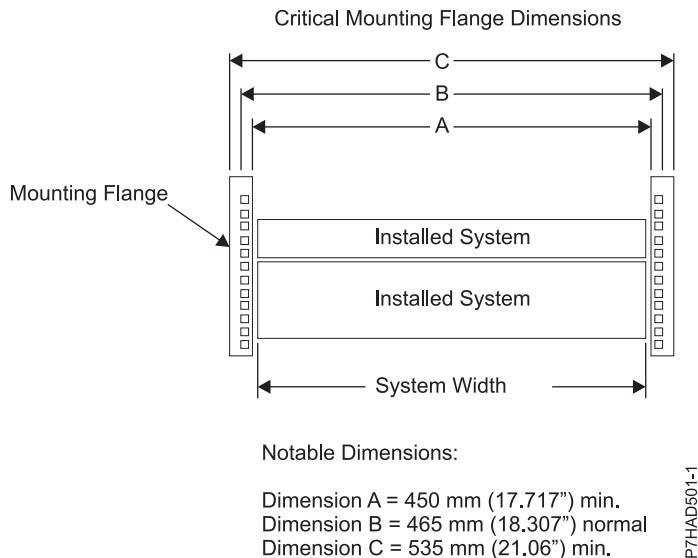 Critical Mounting Flange Dimensions
C
B
A
Mounting Flange
Installed System
Installed System
System Width
Notable Dimensions:
Dimension A = 450 mm (17.717”) min.
Dimension B = 465 mm (18.307”) normal
Dimension C = 535 mm (21.06”) min.
P7HAD501-1